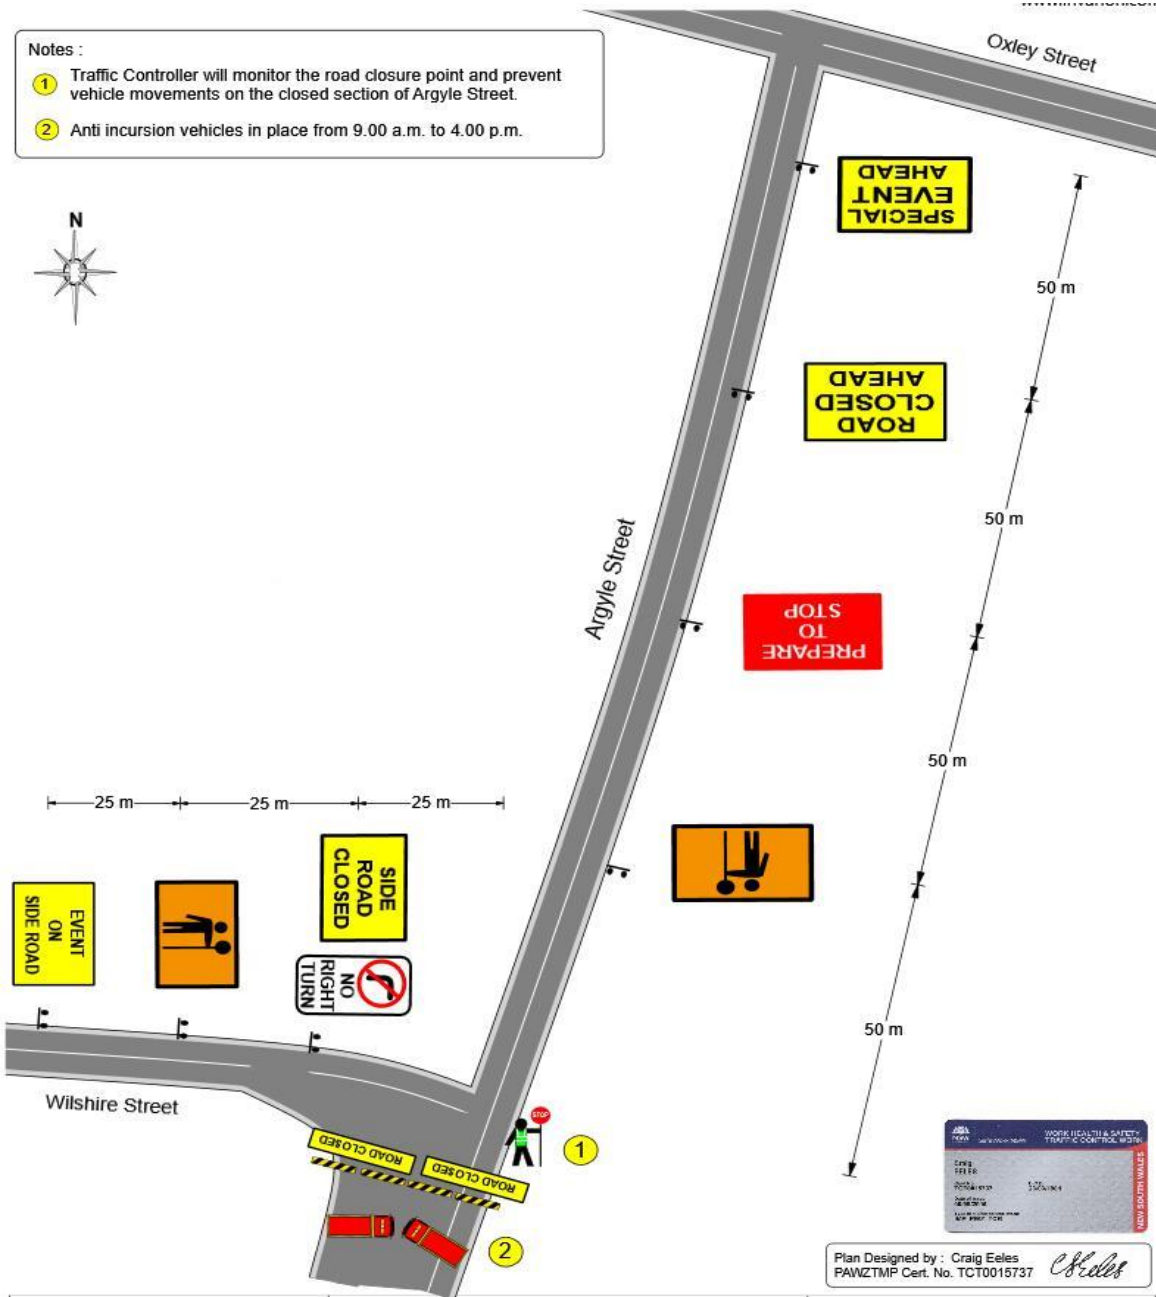 Notes :
1 Traffic Controller will monitor the road closure point and prevent
vehicle movements on the closed section of Argyle Street.
2 Anti incursion vehicles in place from 9.00 a.m. to 4.00 p.m.
Oxley Street
N
SPECIAL
EVENT
AHEAD
50 m
ROAD
CLOSED
AHEAD
50 m
Argyle Street
PREPARE
TO
STOP
50 m
25 m
25 m
25 m
EVENT
ON
SIDE ROAD
SIDE
ROAD
CLOSED
NO
RIGHT
TURN
50 m
Wilshire Street
ROAD CLOSED
ROAD CLOSED
STOP
1
2
WORK HEALTH & SAFETY
TRAFFIC CONTROL WORK
NEW SOUTH WALES
Craig
EELES
Plan Designed by : Craig Eeles
PAWZTMP Cert. No. TCT0015737